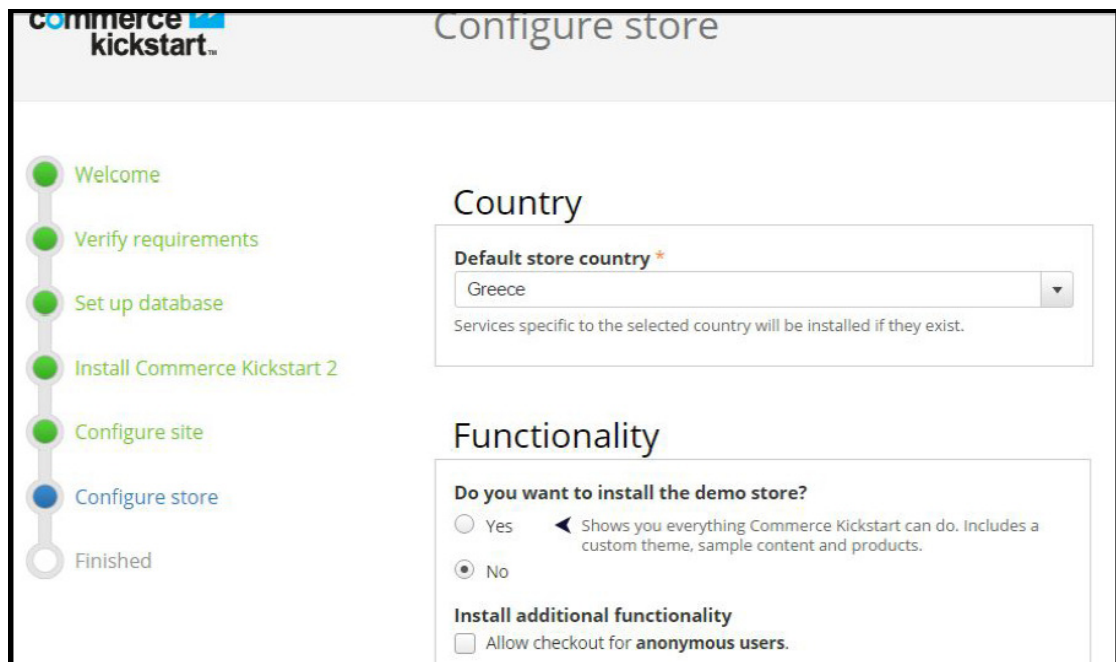 commerce
kickstart™
Configure store
Welcome
Verify requirements
Set up database
Install Commerce Kickstart 2
Configure site
Configure store
Finished
Country
Default store country *
Greece
Services specific to the selected country will be installed if they exist.
Functionality
Do you want to install the demo store?
Yes
Shows you everything Commerce Kickstart can do. Includes a
custom theme, sample content and products.
No
Install additional functionality
Allow checkout for anonymous users.